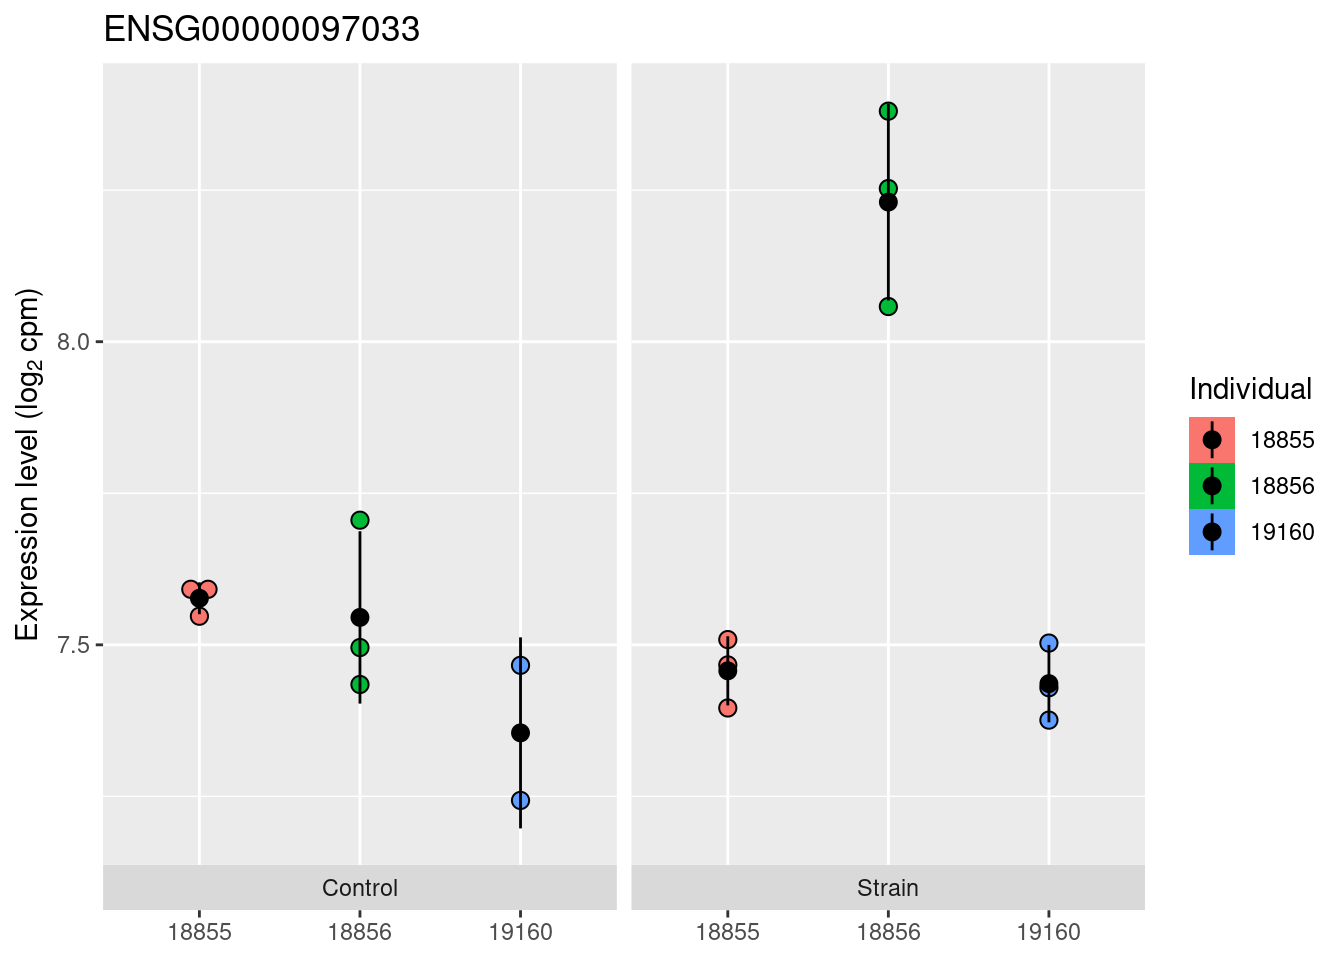 ENSG00000097033
Expression level (log₂ cpm)
8.0
7.5
Control
Strain
18855
18856
19160
18855
18856
19160
Individual
18855
18856
19160